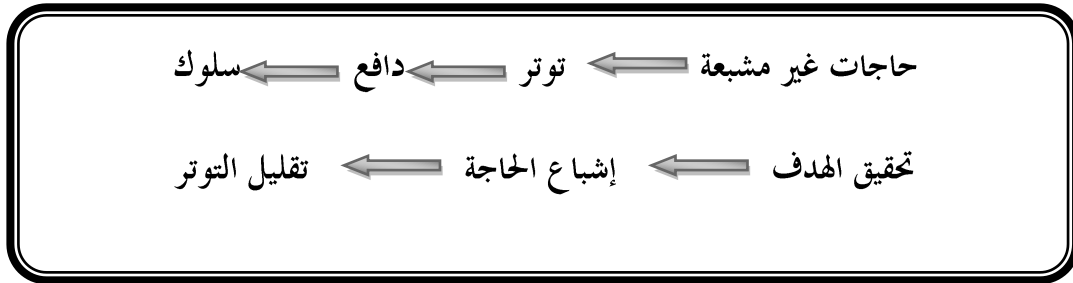 حاجات غير مشبعة توتر دافع سلوك
تحقيق الهدف إشباع الحاجة تقليل التوتر